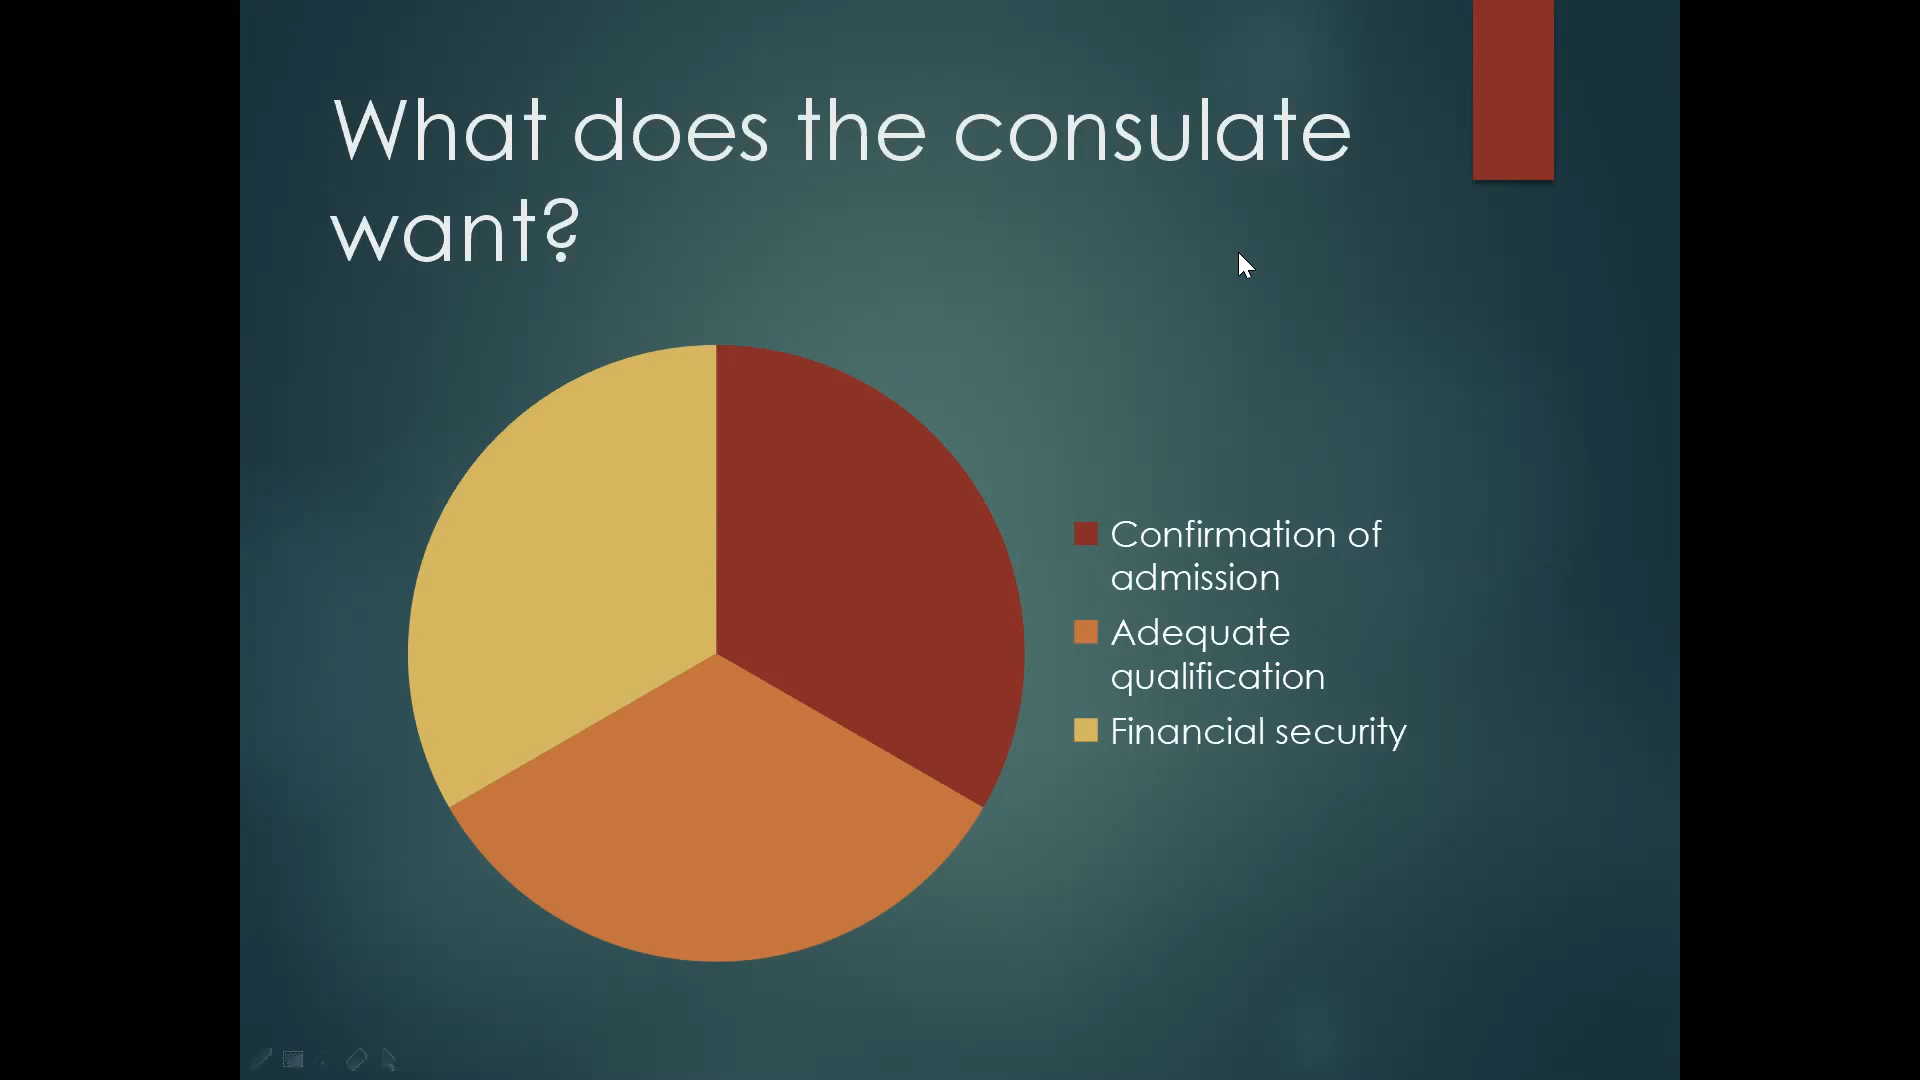 What does the consulate
want?
Confirmation of
admission
Adequate
qualification
Financial security